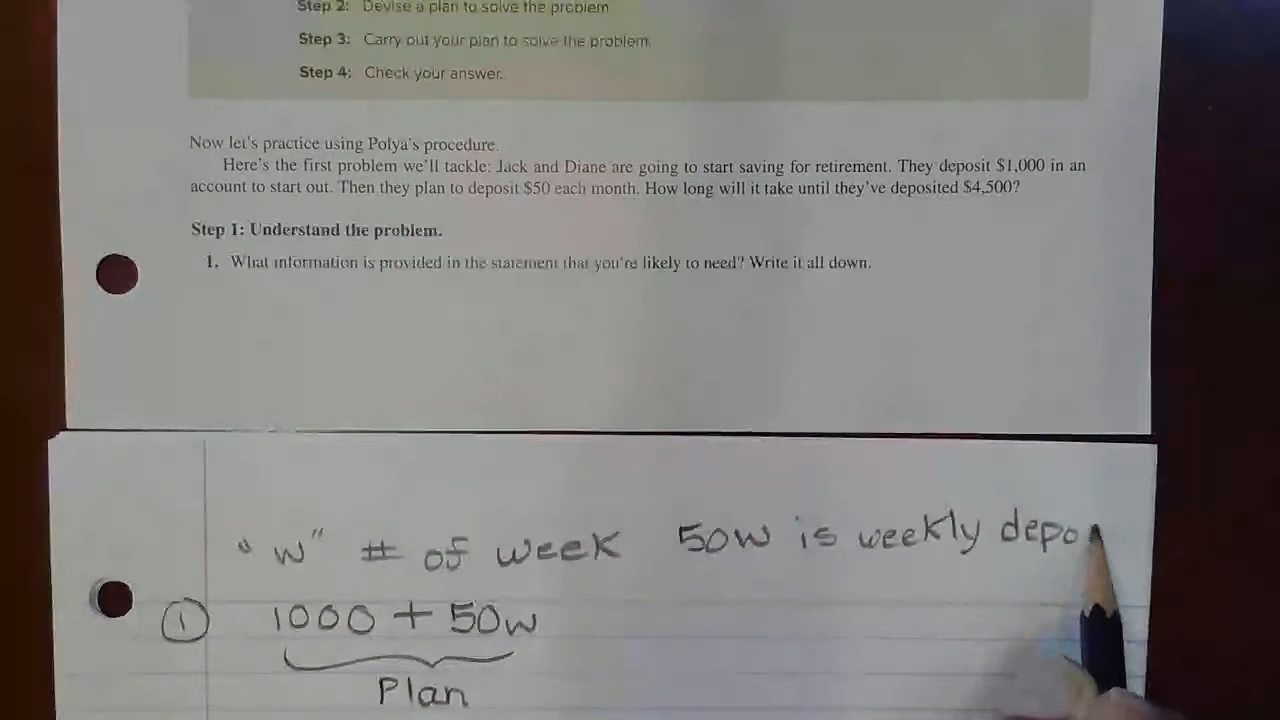 Step 2: Devise a plan to solve the problem
Step 3: Carry out your plan to solve the problem.
Step 4: Check your answer.
Now let's practice using Polya's procedure.
Here's the first problem we'll tackle: Jack and Diane are going to start saving for retirement. They deposit $1,000 in an
account to start out. Then they plan to deposit $50 each month. How long will it take until they've deposited $4,500?
Step 1: Understand the problem.
1. What information is provided in the statement that you're likely to need? Write it all down.
"W" # of week 50W is weekly depo
① 1000 + 50w
Plan